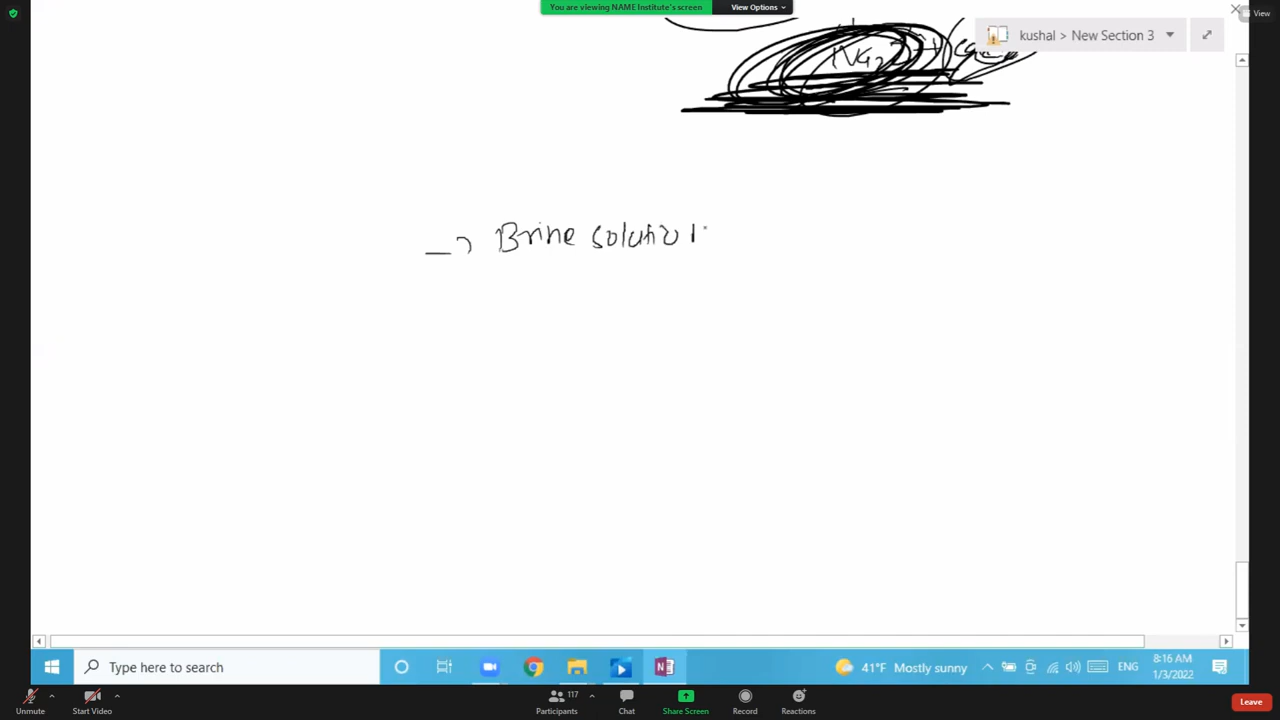 You are viewing NAME Institute's screen
View Options
View
kushal > New Section 3
→ Brine solution
Type here to search
41°F Mostly sunny
ENG
8:16 AM
1/3/2022
Unmute
Start Video
117
Participants
Chat
Share Screen
Record
Reactions
Leave